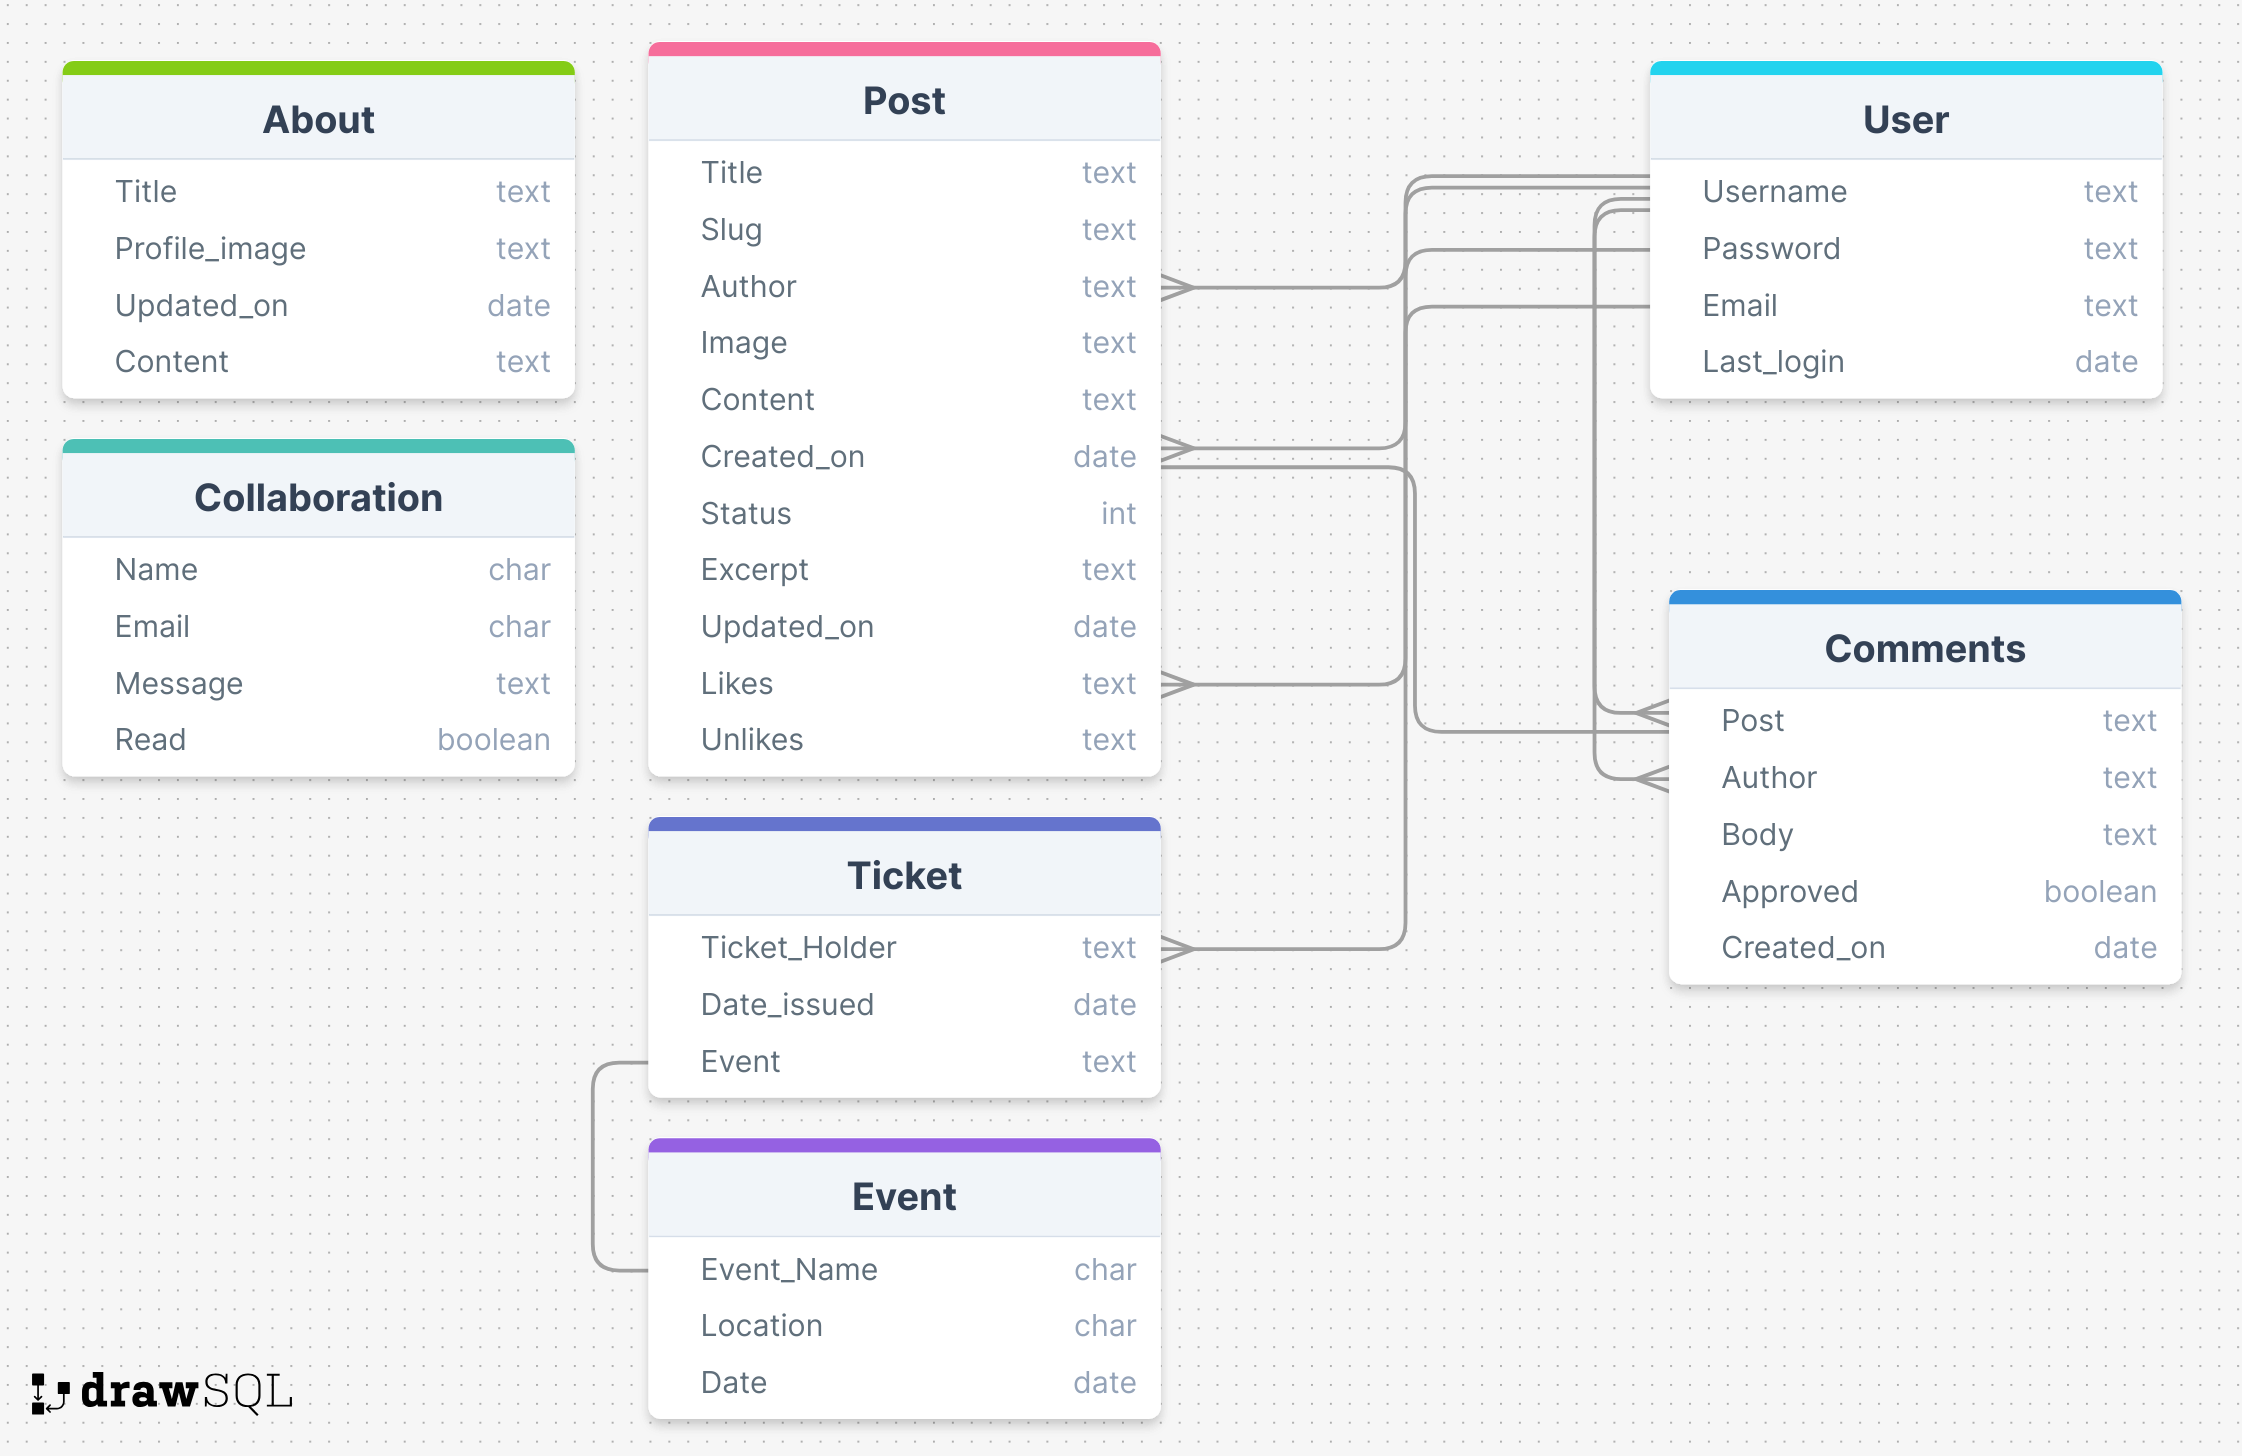 About
Title text
Profile_image text
Updated_on date
Content text
Collaboration
Name char
Email char
Message text
Read boolean
Post
Title text
Slug text
Author text
Image text
Content text
Created_on date
Status int
Excerpt text
Updated_on date
Likes text
Unlikes text
Ticket
Ticket_Holder text
Date_issued date
Event text
Event
Event_Name char
Location char
Date date
User
Username text
Password text
Email text
Last_login date
Comments
Post text
Author text
Body text
Approved boolean
Created_on date
drawSQL